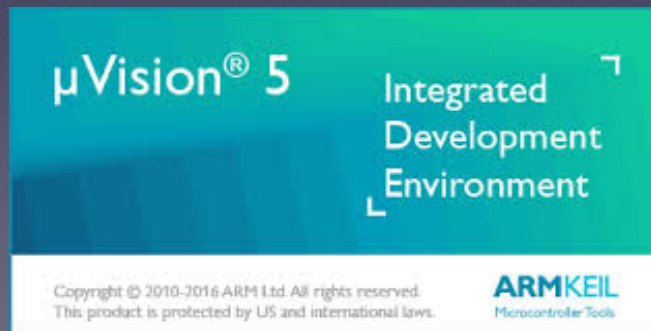 µVision® 5
Integrated
Development
Environment
Copyright © 2010-2016 ARM Ltd. All rights reserved.
This product is protected by US and international laws.
ARMKEIL
Microcontroller Tools